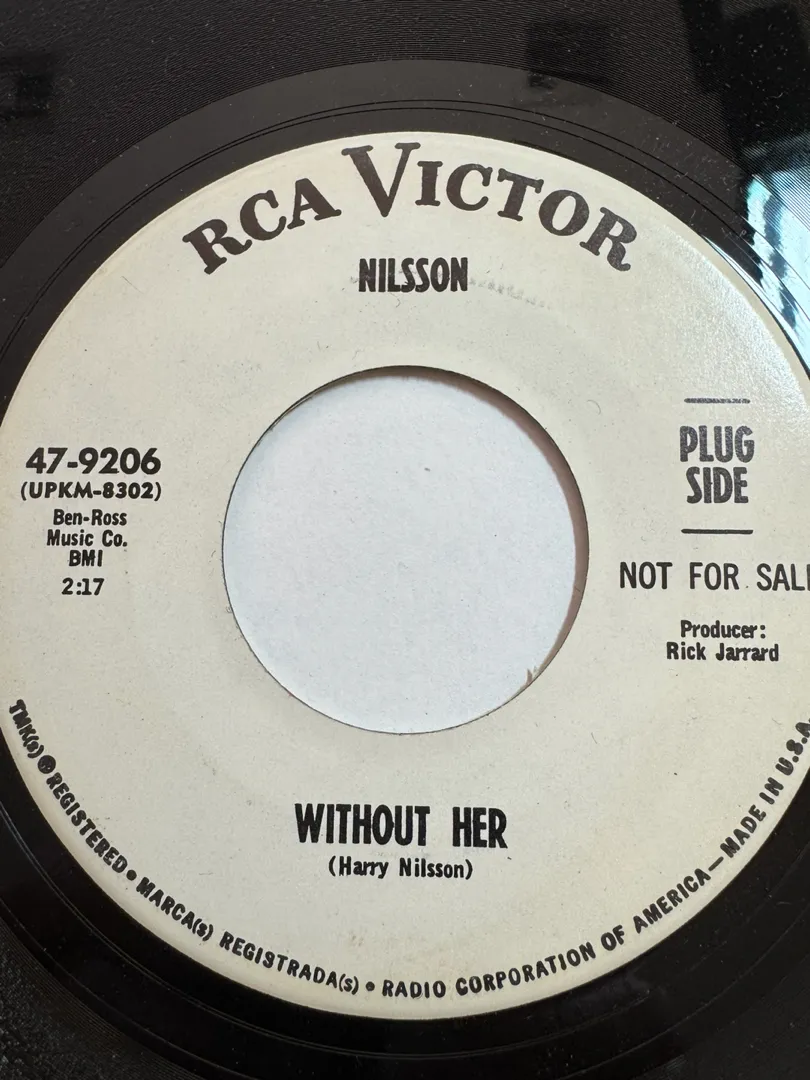 RCA VICTOR
NILSSON
47-9206
(UPKM-8302)
Ben-Ross
Music Co.
BMI
2:17
PLUG
SIDE
NOT FOR SAL
Producer:
Rick Jarrard
WITHOUT HER
(Harry Nilsson)
TMK(s) ® REGISTERED • MARCA(s) REGISTRADA(s) • RADIO CORPORATION OF AMERICA—MADE IN U.S.A.